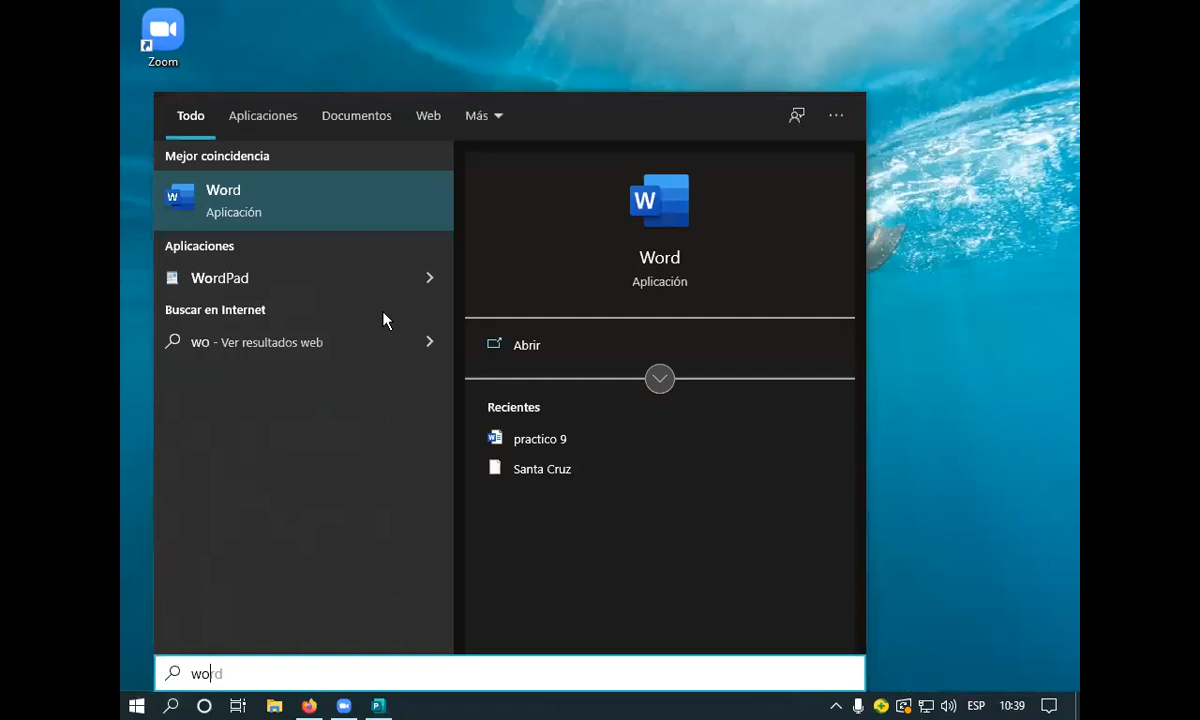 Zoom
Todo Aplicaciones Documentos Web Más
Mejor coincidencia
Word
Aplicación
Aplicaciones
WordPad
Buscar en Internet
wo - Ver resultados web
W
Word
Aplicación
Abrir
Recientes
practico 9
Santa Cruz
word
ESP 10:39